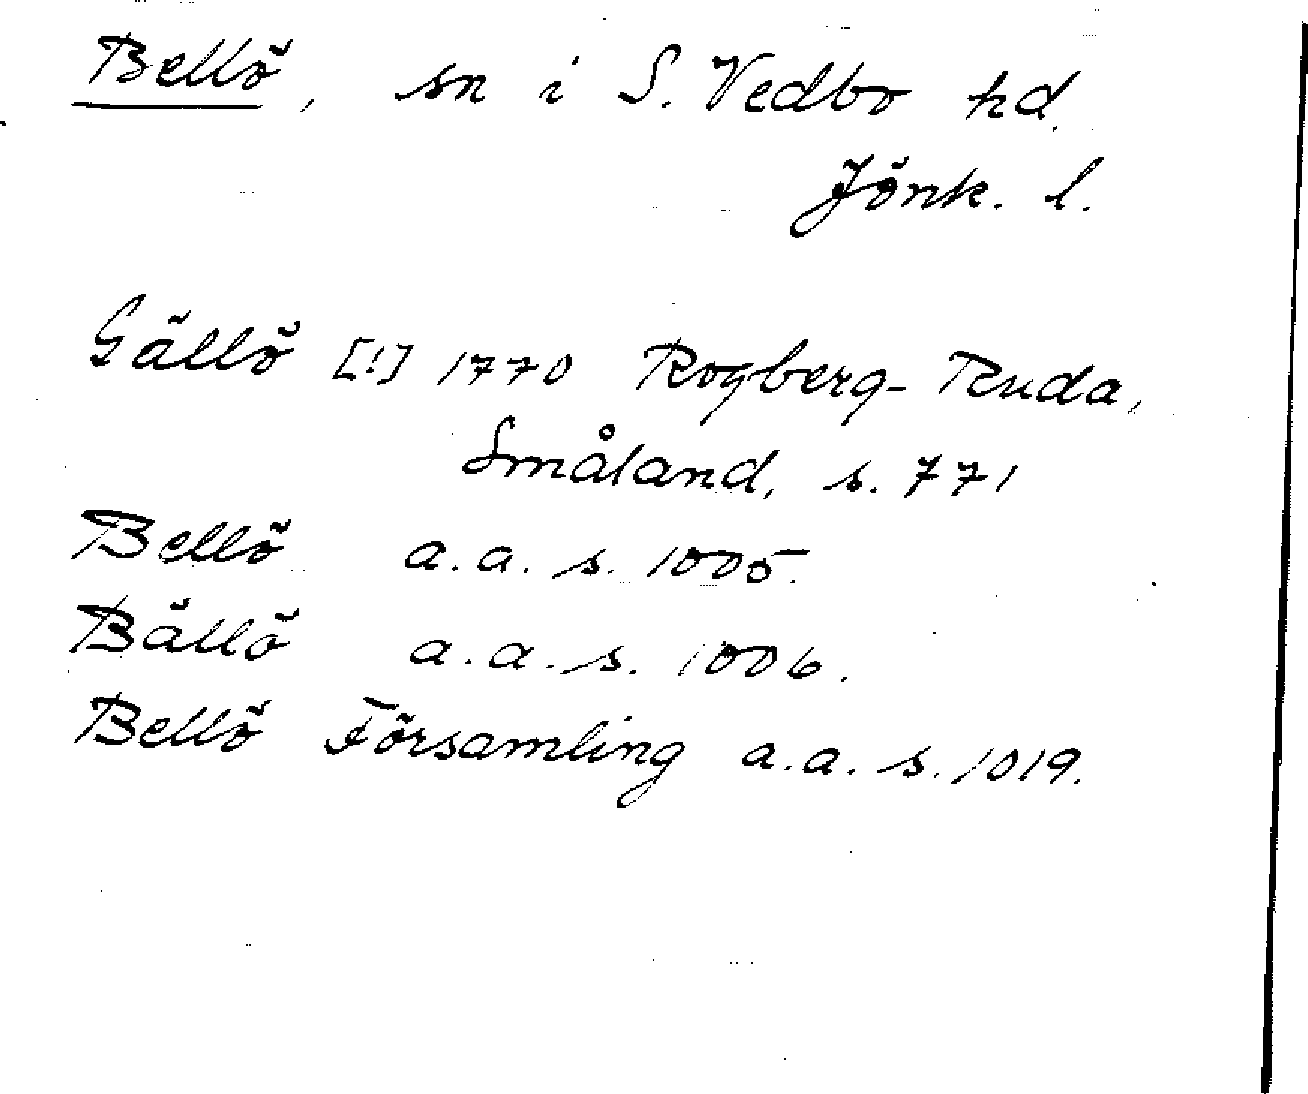 Bellö, sn i S. Vedbo hd.
Jönk. l.
Gällö [!] 1770 Rogberg-Ruda,
Småland, s. 771
Bellö a.a. s. 1005.
Bällö a.a. s. 1006.
Bellö Församling a.a. s. 1019.